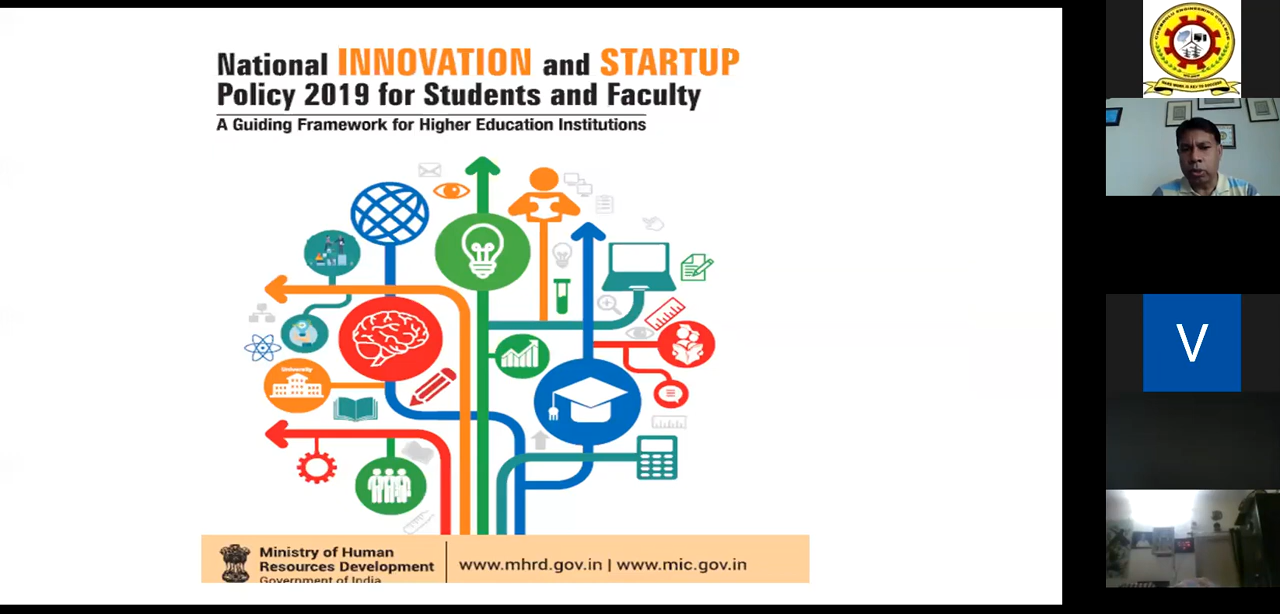 National INNOVATION and STARTUP
Policy 2019 for Students and Faculty
A Guiding Framework for Higher Education Institutions
University
Ministry of Human
Resources Development
Government of India
www.mhrd.gov.in | www.mic.gov.in
V